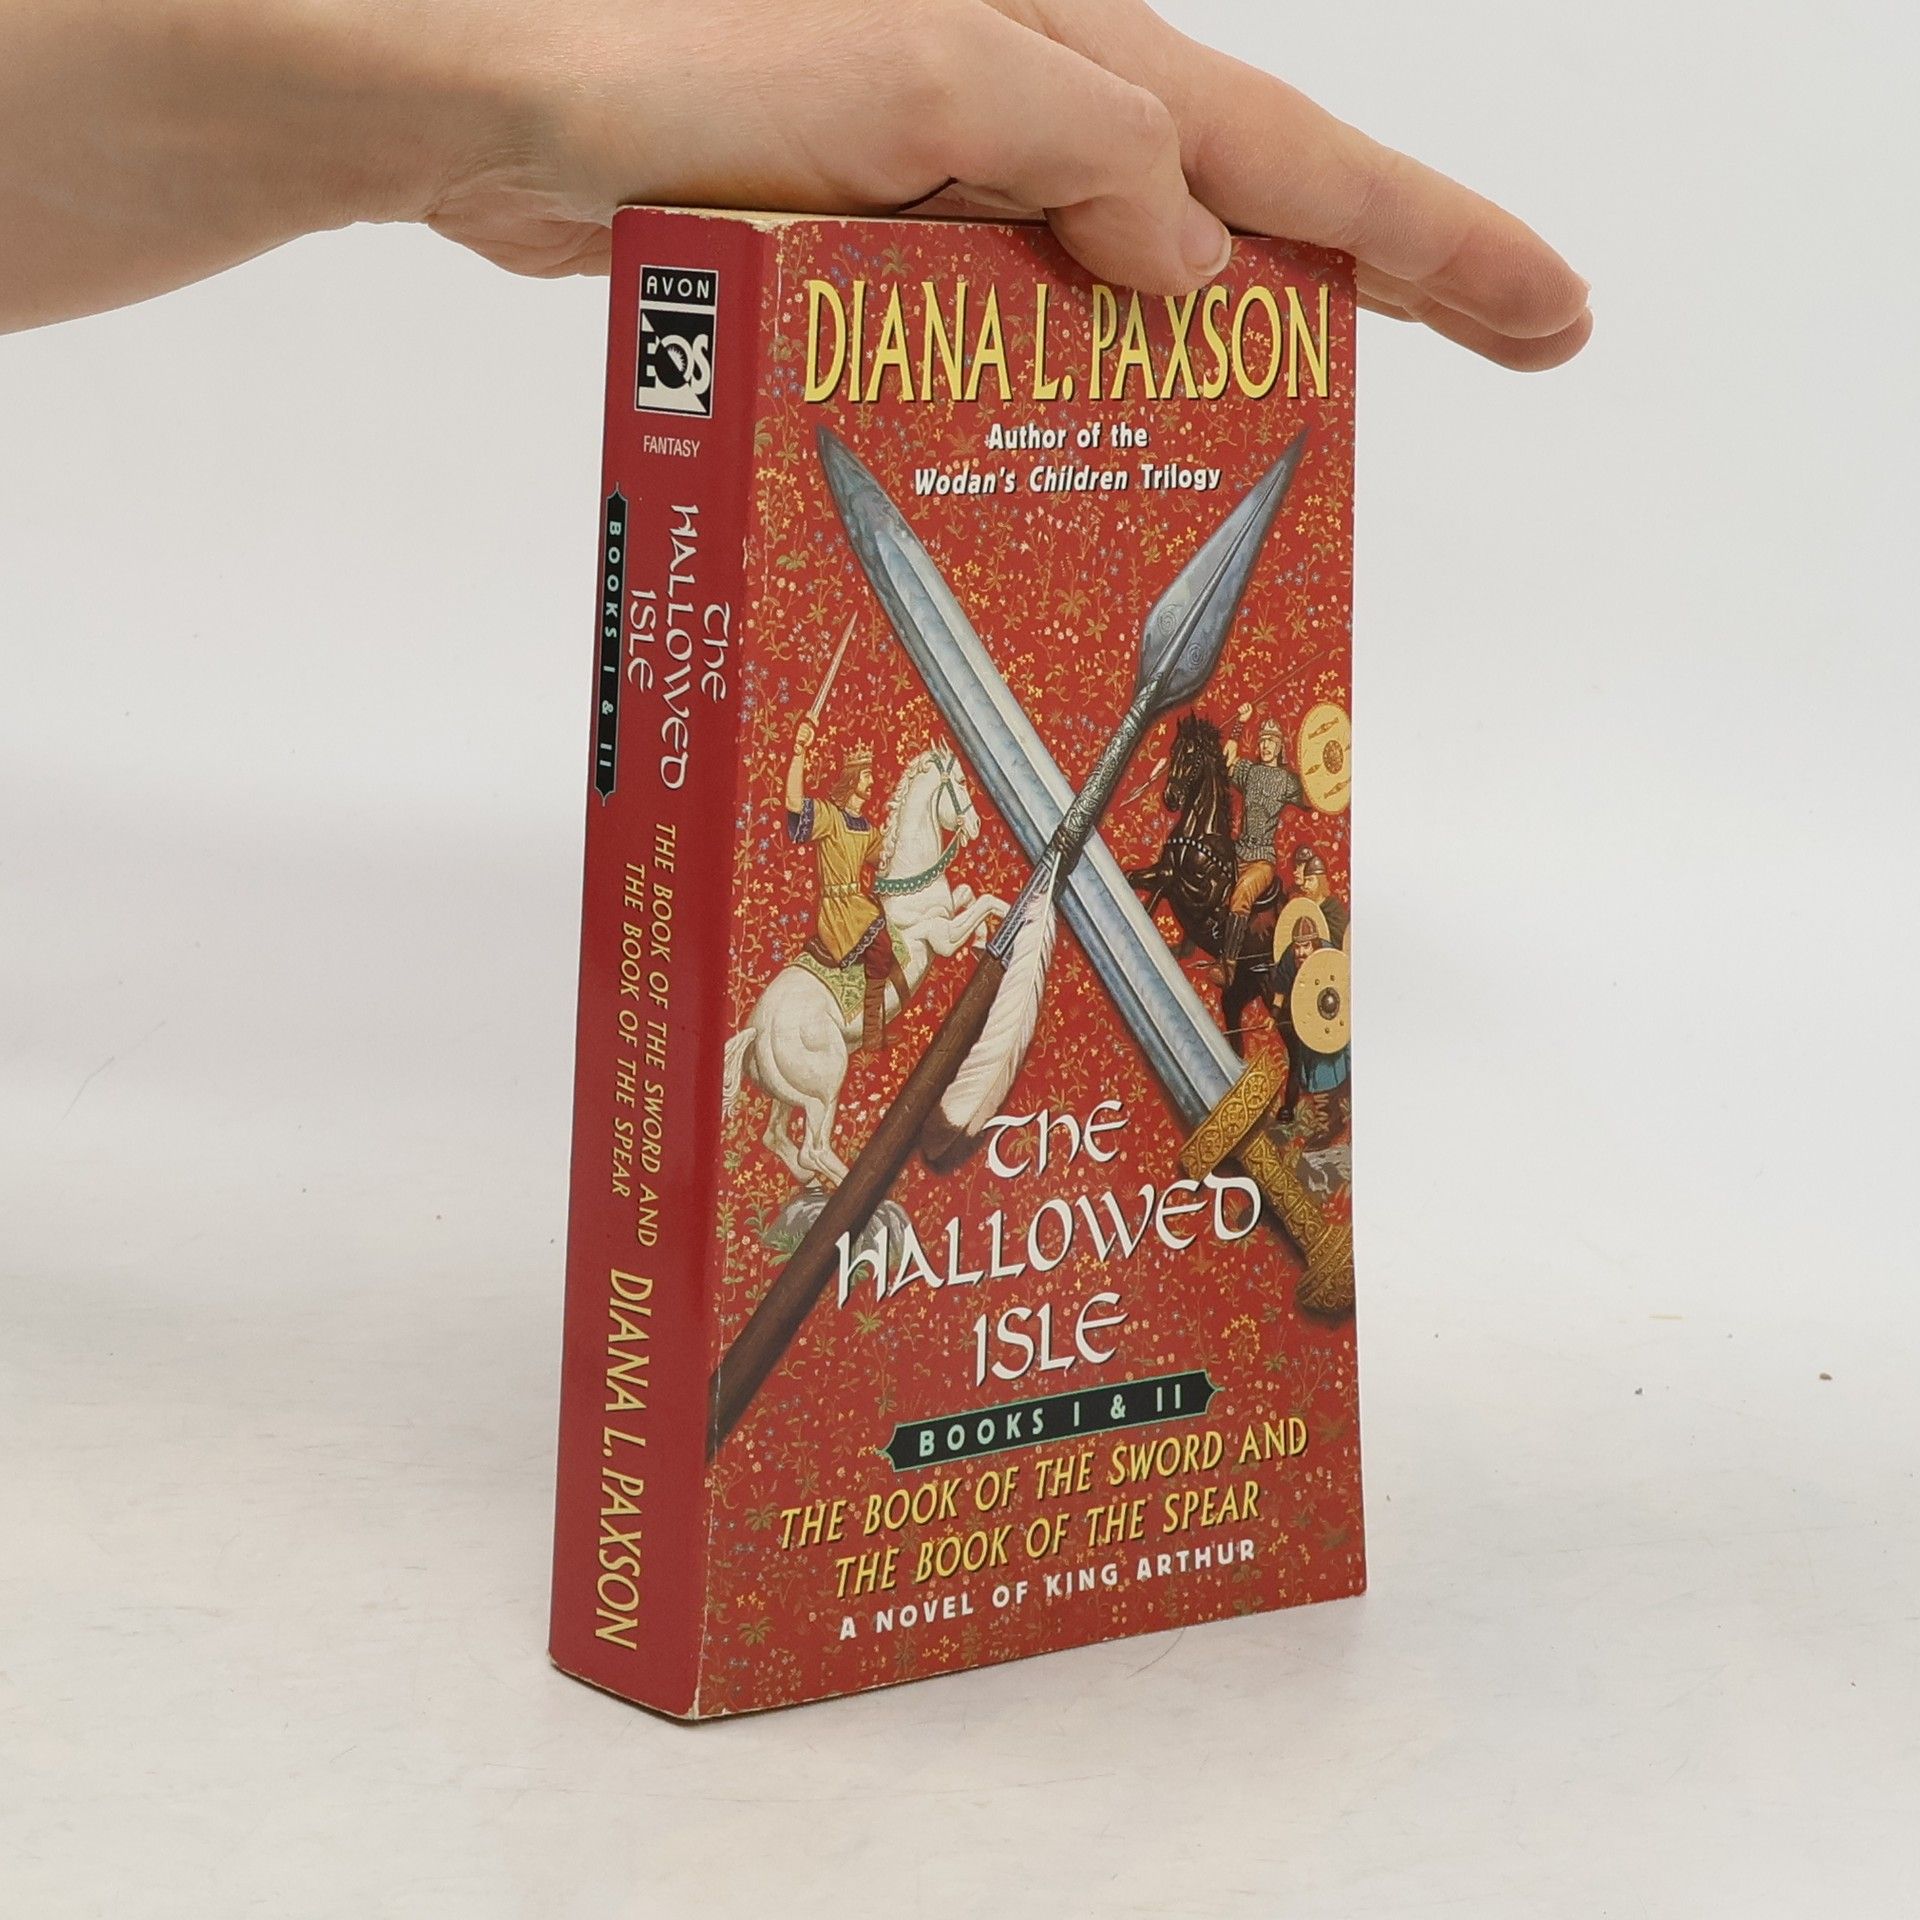 AVON
EOS
FANTASY
THE
HALLOWED
ISLE
BOOKS I & II
THE BOOK OF THE SWORD AND
THE BOOK OF THE SPEAR
DIANA L. PAXSON
DIANA L. PAXSON
Author of the
Wodan's Children Trilogy
THE
HALLOWED
ISLE
BOOKS I & II
THE BOOK OF THE SWORD AND
THE BOOK OF THE SPEAR
A NOVEL OF KING ARTHUR